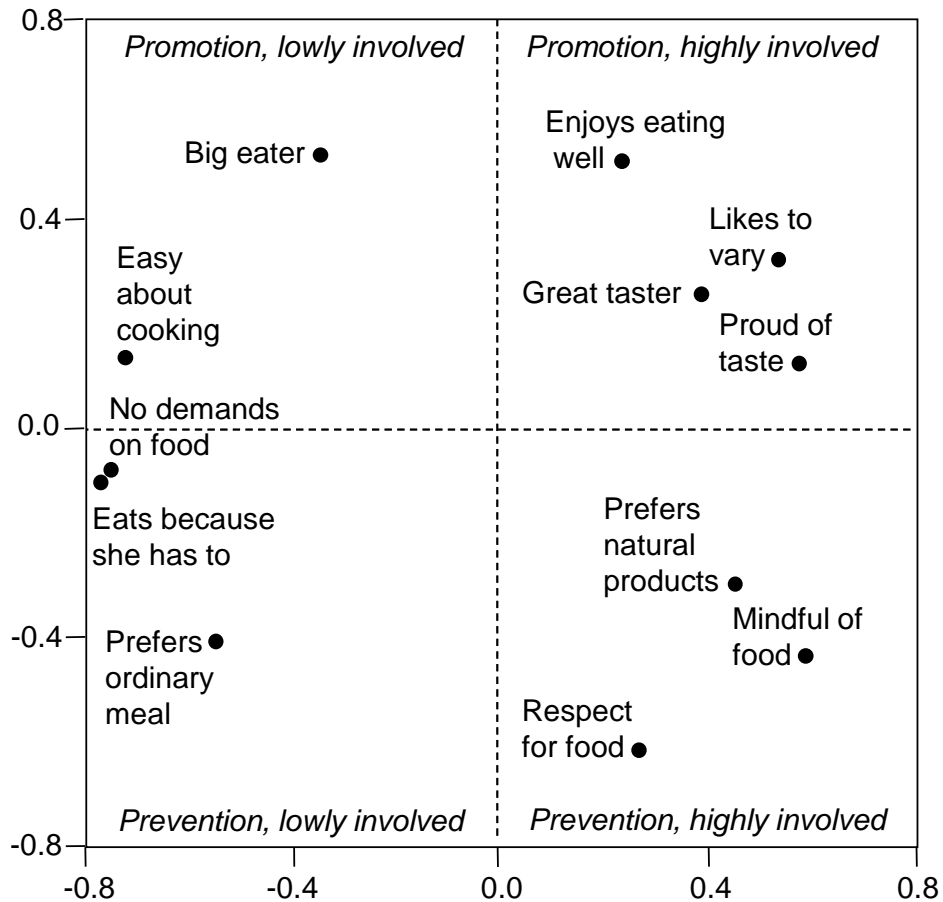 0.8
Promotion, lowly involved
Promotion, highly involved
Enjoys eating
well
Big eater
0.4
Likes to
vary
Easy
about
cooking
Great taster
Proud of
taste
No demands
on food
0.0
Eats because
she has to
Prefers
natural
products
-0.4
Prefers
ordinary
meal
Mindful of
food
Respect
for food
Prevention, lowly involved
Prevention, highly involved
-0.8
-0.8
-0.4
0.0
0.4
0.8